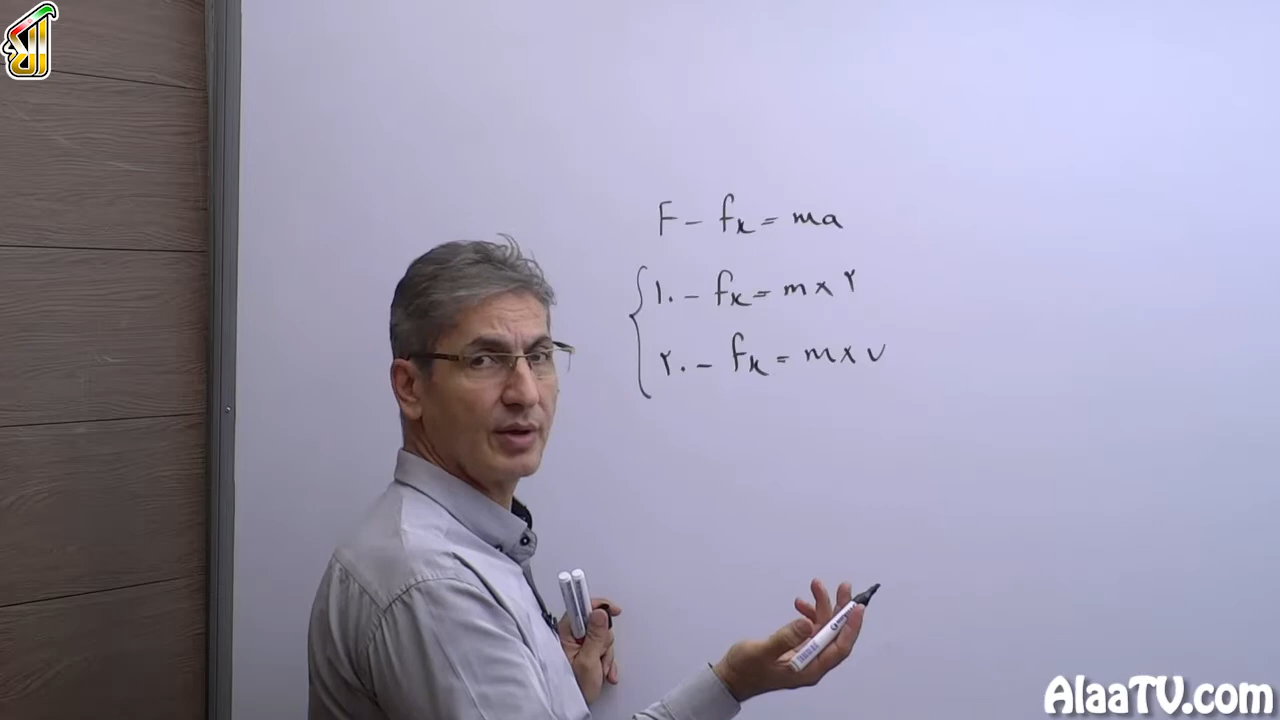 F - fₖ = ma
۱۰ - fₖ = m × ۲
۲۰ - fₖ = m × ۷
AlaaTV.com